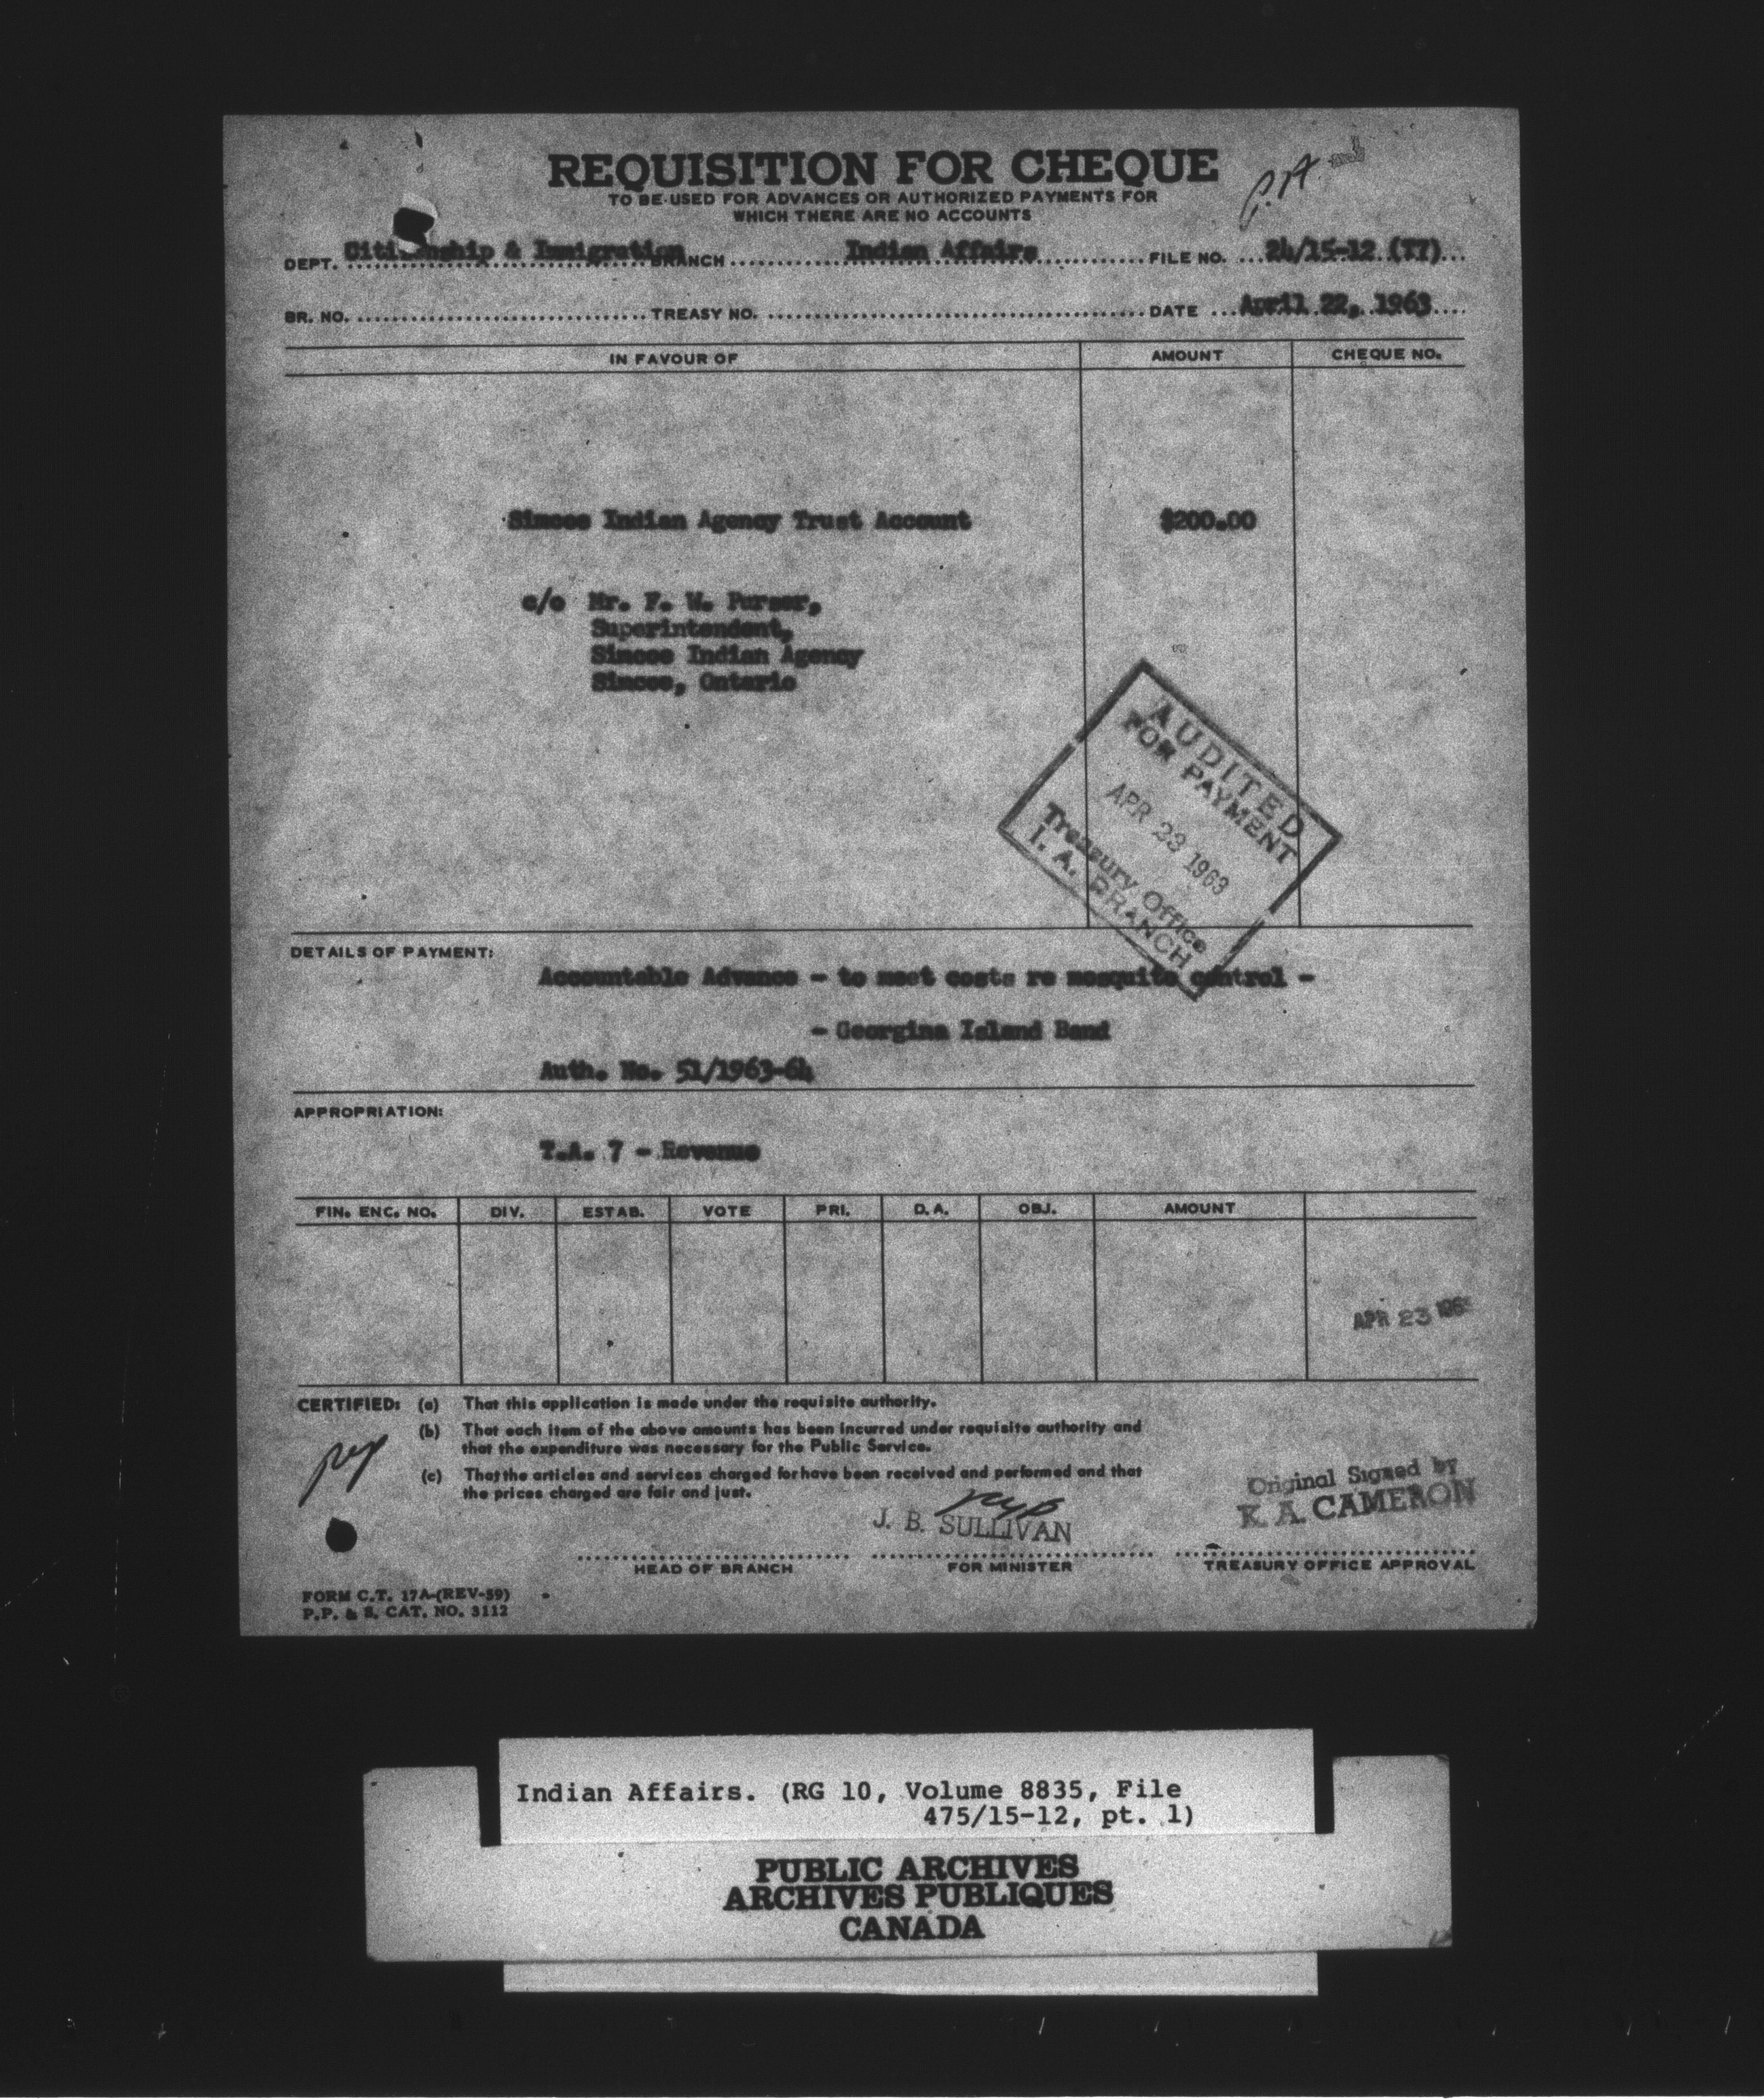 REQUISITION FOR CHEQUE
TO BE USED FOR ADVANCES OR AUTHORIZED PAYMENTS FOR
WHICH THERE ARE NO ACCOUNTS
DEPT. Citizenship & Immigration BRANCH Indian Affairs FILE NO. 24/15-12 (T7)
BR. NO. TREASY NO. DATE April 22, 1963
IN FAVOUR OF AMOUNT CHEQUE NO.
Simcoe Indian Agency Trust Account $200.00
c/o Mr. F. W. Purser,
Superintendent,
Simcoe Indian Agency
Simcoe, Ontario
AUDITED
FOR PAYMENT
APR 23 1963
Treasury Office
I. A. BRANCH
DETAILS OF PAYMENT:
Accountable Advance - to meet costs re mosquito control -
- Georgina Island Band
Auth. No. 51/1963-64
APPROPRIATION:
T.A. 7 - Revenue
FIN. ENC. NO. DIV. ESTAB. VOTE PRI. D.A. OBJ. AMOUNT
APR 23 1963
CERTIFIED: (a) That this application is made under the requisite authority.
(b) That each item of the above amounts has been incurred under requisite authority and
that the expenditure was necessary for the Public Service.
(c) That the articles and services charged for have been received and performed and that
the prices charged are fair and just.
Original Signed by
K. A. CAMERON
J. B. SULLIVAN
HEAD OF BRANCH FOR MINISTER TREASURY OFFICE APPROVAL
FORM C.T. 17A-(REV-59)
P.P. & S. CAT. NO. 3112
Indian Affairs. (RG 10, Volume 8835, File
475/15-12, pt. 1)
PUBLIC ARCHIVES
ARCHIVES PUBLIQUES
CANADA